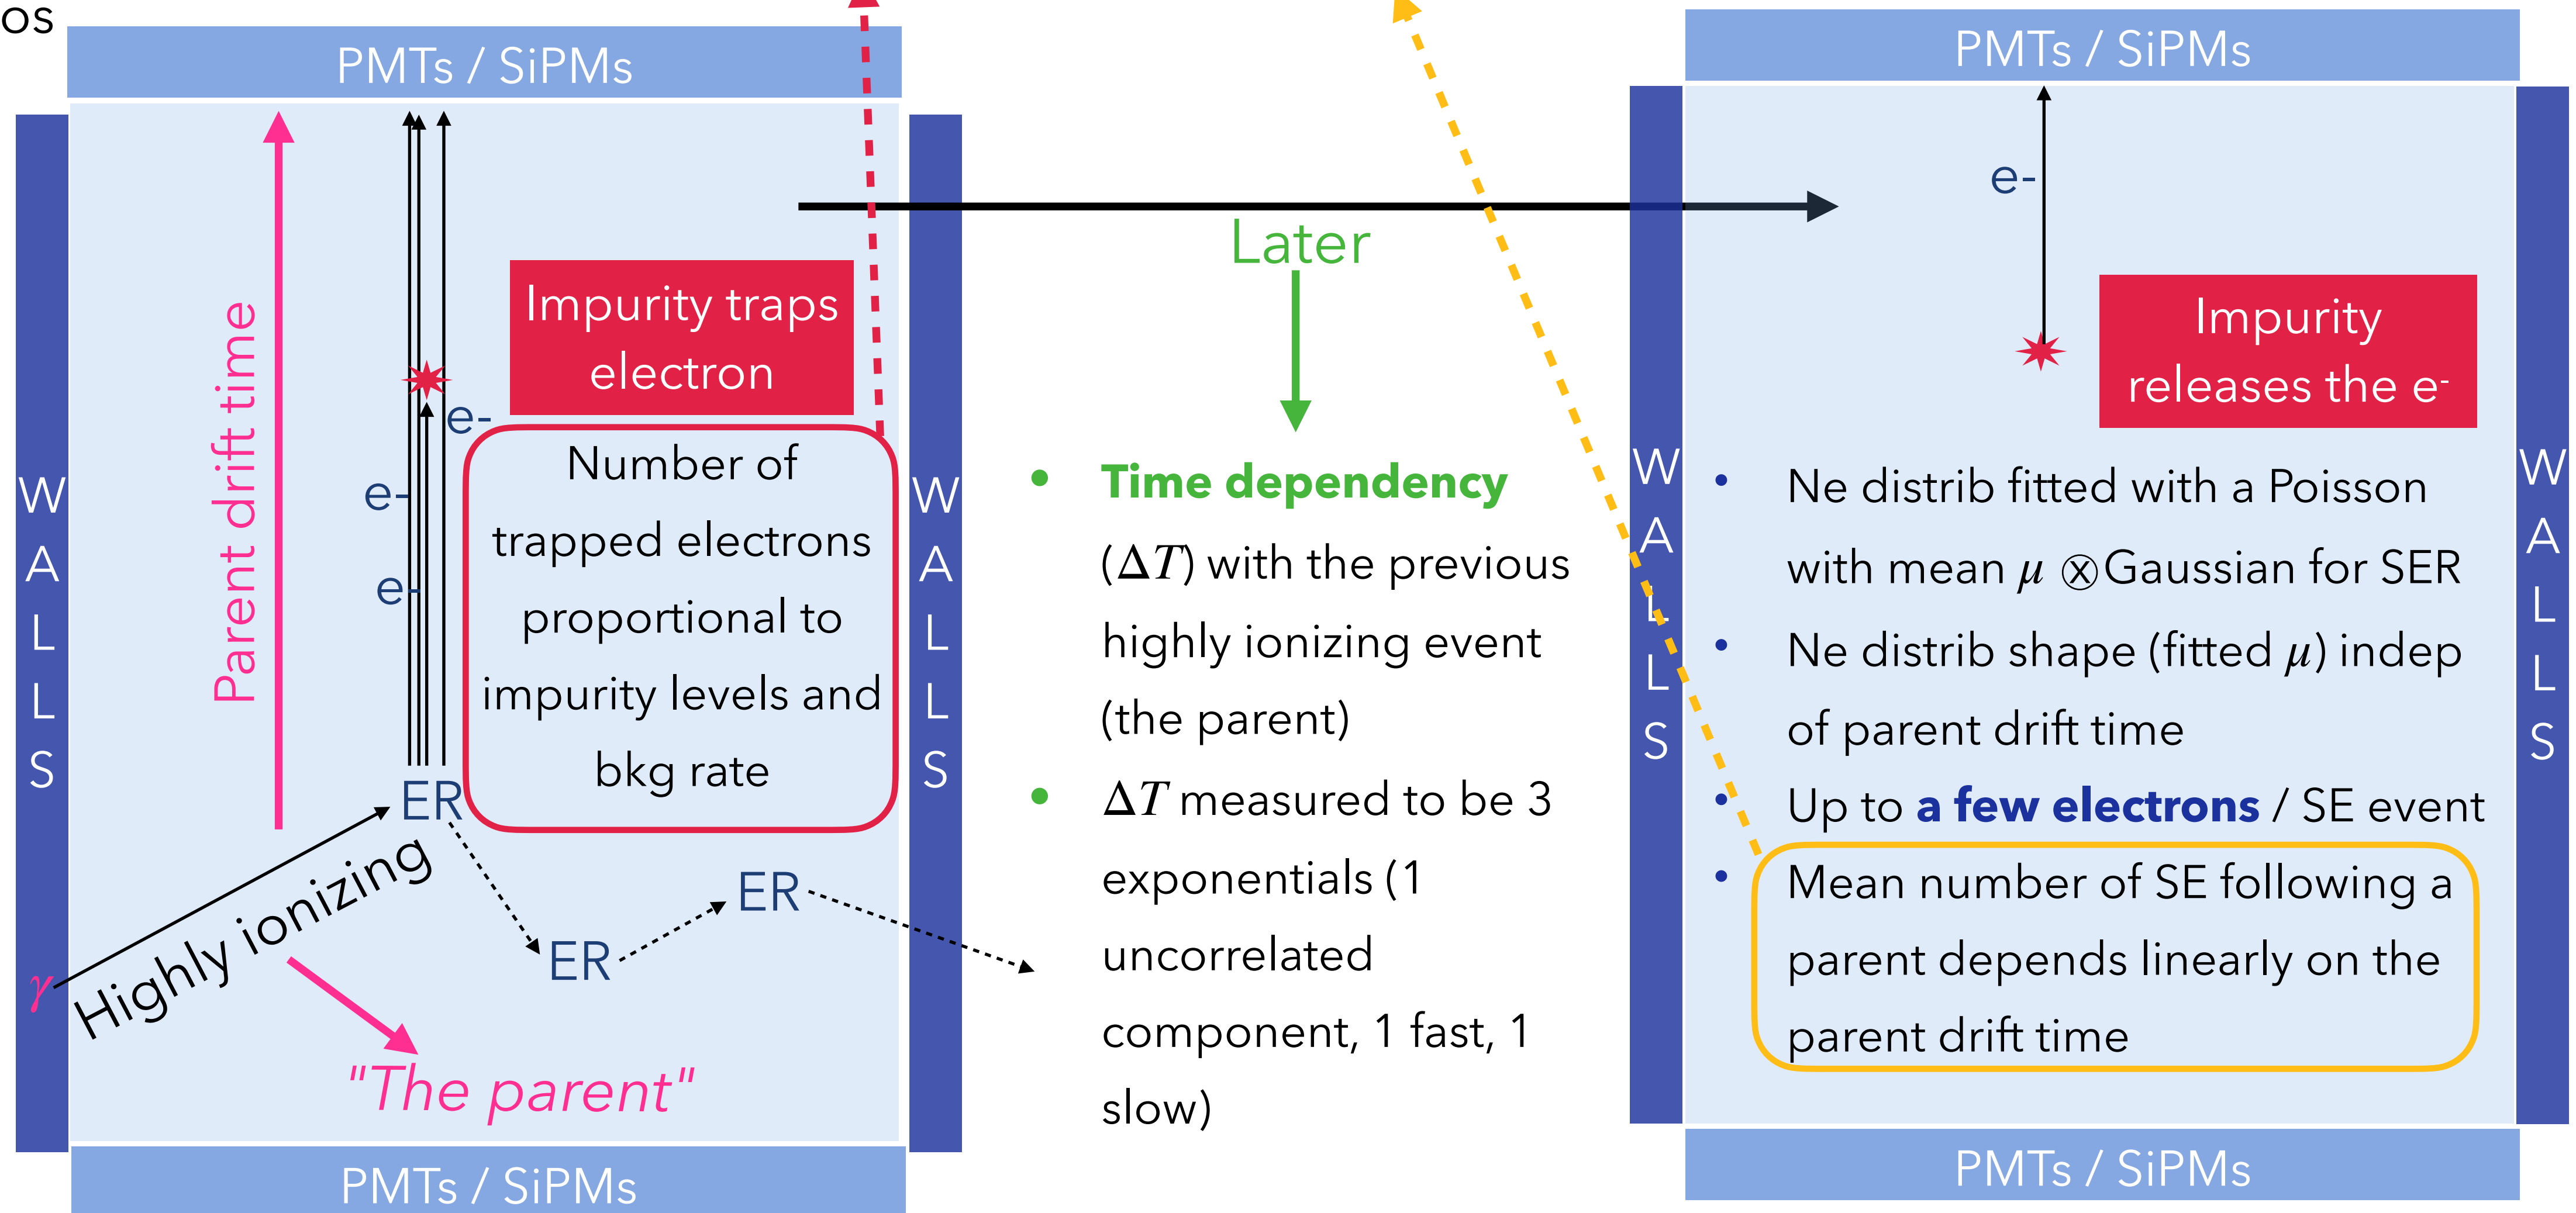 os
PMTs / SiPMs
WALLS
Parent drift time
e-
e-
e-
Impurity traps
electron
Number of
trapped electrons
proportional to
impurity levels and
bkg rate
ER
ER
ER
γ
Highly ionizing
"The parent"
WALLS
PMTs / SiPMs
Later
• Time dependency
(ΔT) with the previous
highly ionizing event
(the parent)
• ΔT measured to be 3
exponentials (1
uncorrelated
component, 1 fast, 1
slow)
PMTs / SiPMs
WALLS
e-
Impurity
releases the e-
• Ne distrib fitted with a Poisson
with mean μ ⊗ Gaussian for SER
• Ne distrib shape (fitted μ) indep
of parent drift time
• Up to a few electrons / SE event
• Mean number of SE following a
parent depends linearly on the
parent drift time
WALLS
PMTs / SiPMs